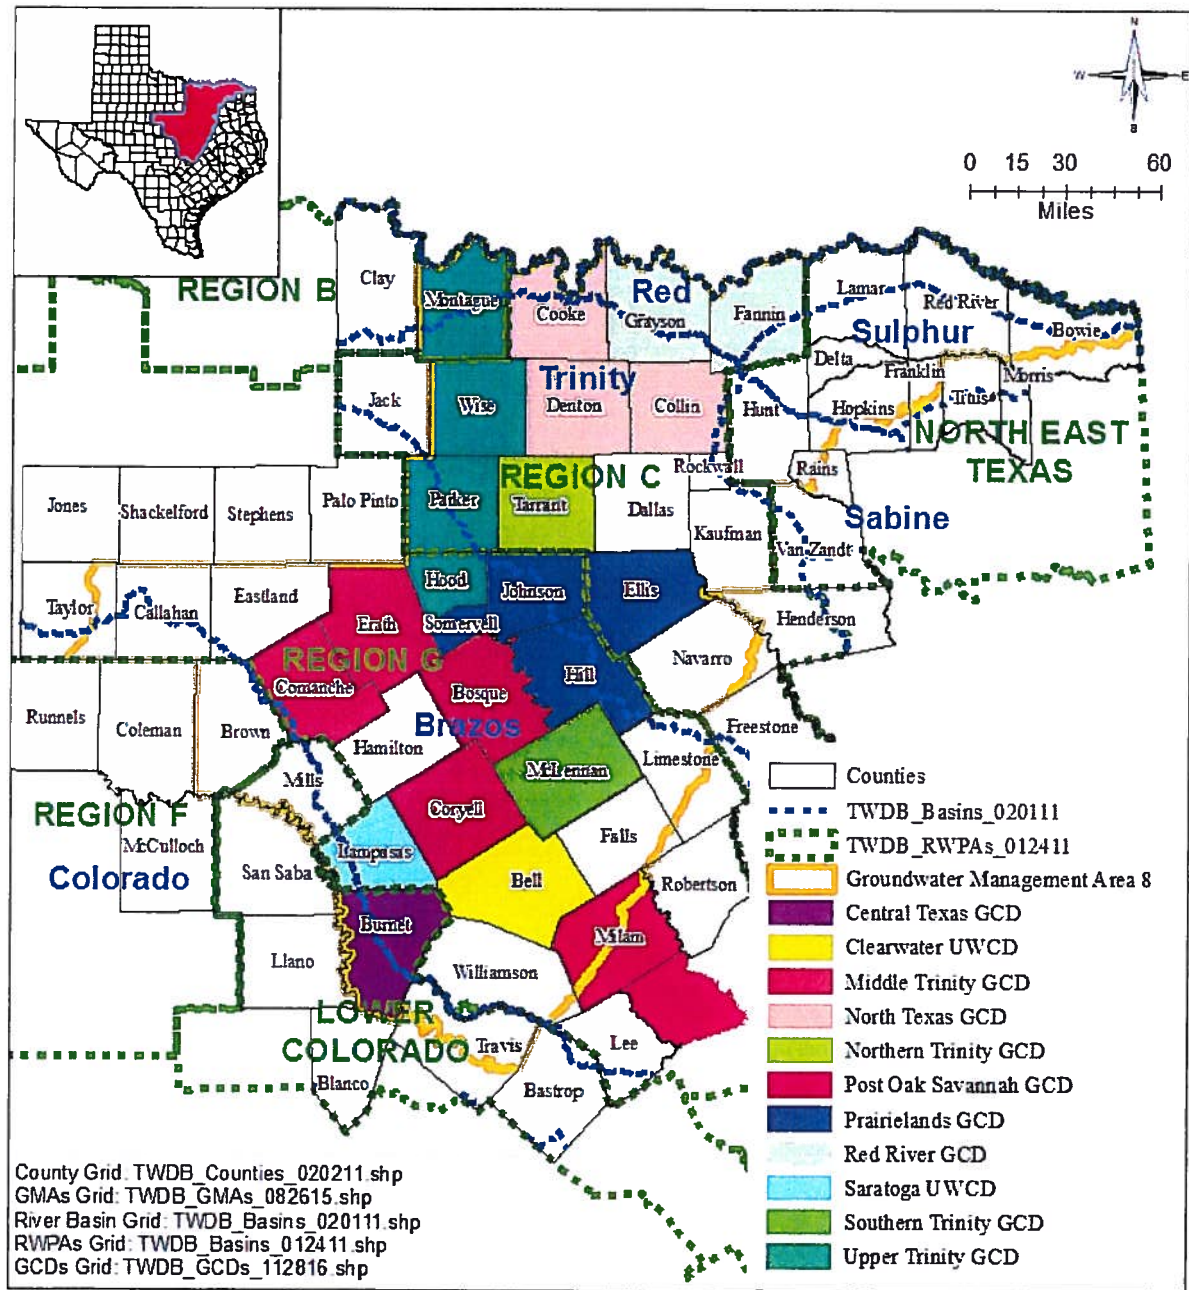 N
W E
S
0 15 30 60
Miles
REGION B
Clay
Montague
Cooke
Red
Grayson
Fannin
Lamar
Red River
Bowie
Sulphur
Delta
Franklin
Morris
Titus
Hopkins
Hunt
Jack
Wise
Trinity
Denton
Collin
NORTH EAST
TEXAS
Rockwall
Rains
REGION C
Jones
Shackelford
Stephens
Palo Pinto
Parker
Tarrant
Dallas
Kaufman
Van Zandt
Sabine
Taylor
Callahan
Eastland
Hood
Johnson
Ellis
Erath
Somervell
Henderson
Navarro
REGION G
Comanche
Bosque
Hill
Runnels
Coleman
Brown
Brazos
Hamilton
Freestone
Limestone
Mills
McLennan
Coryell
REGION F
McCulloch
Colorado
San Saba
Lampasas
Falls
Bell
Robertson
Burnet
Milam
Llano
Williamson
LOWER
COLORADO
Travis
Lee
Blanco
Bastrop
Counties
TWDB_Basins_020111
TWDB_RWPAs_012411
Groundwater Management Area 8
Central Texas GCD
Clearwater UWCD
Middle Trinity GCD
North Texas GCD
Northern Trinity GCD
Post Oak Savannah GCD
Prairielands GCD
Red River GCD
Saratoga UWCD
Southern Trinity GCD
Upper Trinity GCD
County Grid: TWDB_Counties_020211.shp
GMAs Grid: TWDB_GMAs_082615.shp
River Basin Grid: TWDB_Basins_020111.shp
RWPAs Grid: TWDB_Basins_012411.shp
GCDs Grid: TWDB_GCDs_112816.shp